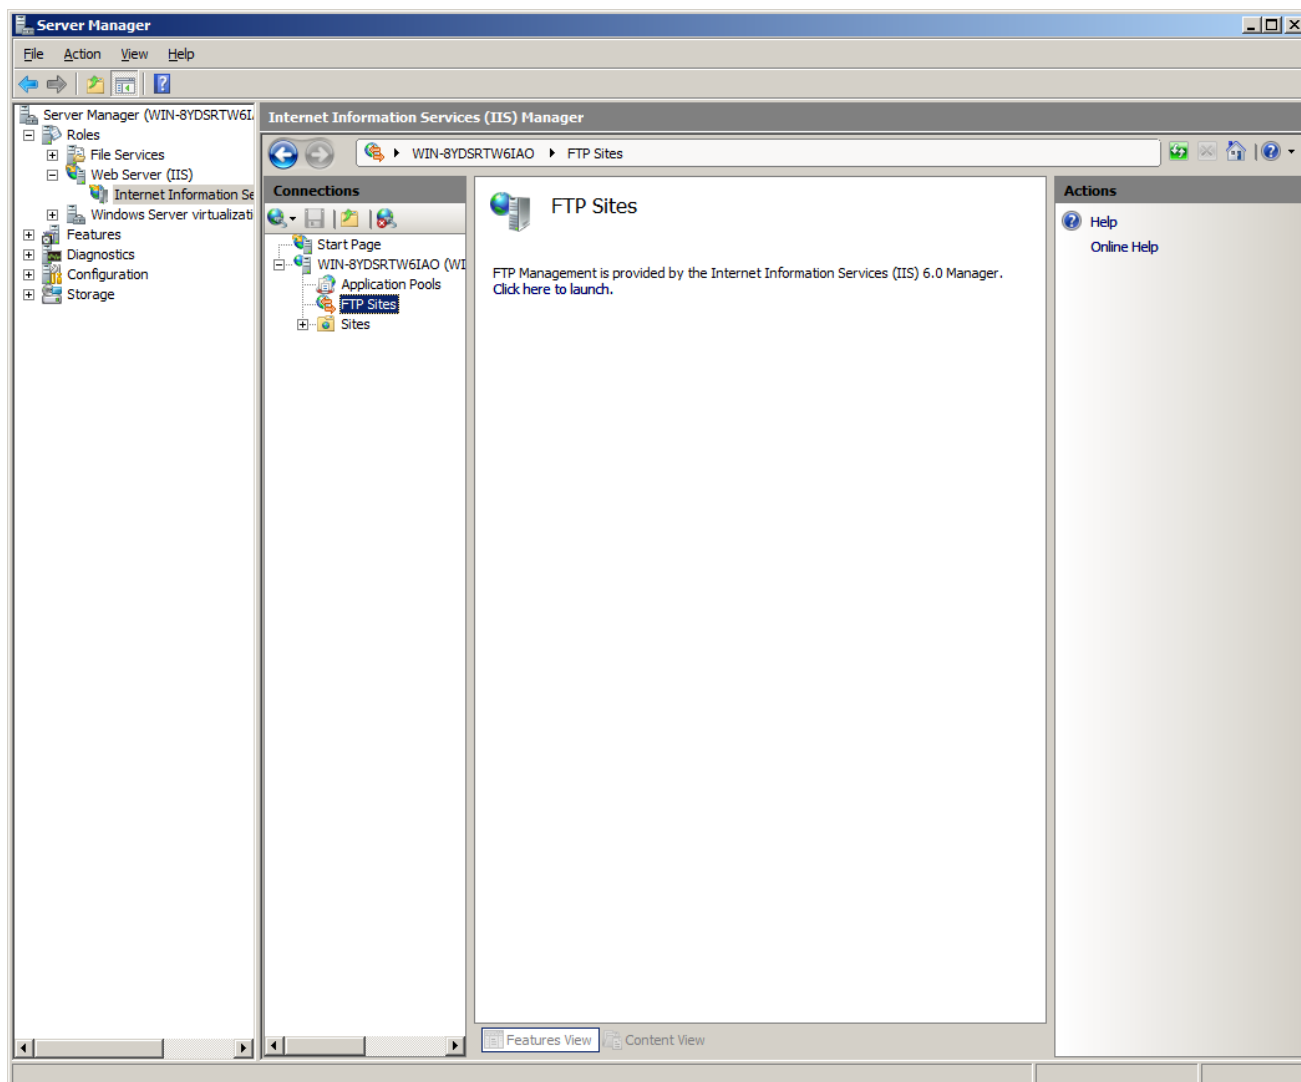 Server Manager
File Action View Help
Server Manager (WIN-8YDSRTW6I
Roles
File Services
Web Server (IIS)
Internet Information Se
Windows Server virtualizati
Features
Diagnostics
Configuration
Storage
Internet Information Services (IIS) Manager
WIN-8YDSRTW6IAO FTP Sites
Connections
Start Page
WIN-8YDSRTW6IAO (WI
Application Pools
FTP Sites
Sites
FTP Sites
FTP Management is provided by the Internet Information Services (IIS) 6.0 Manager.
Click here to launch.
Features View Content View
Actions
Help
Online Help